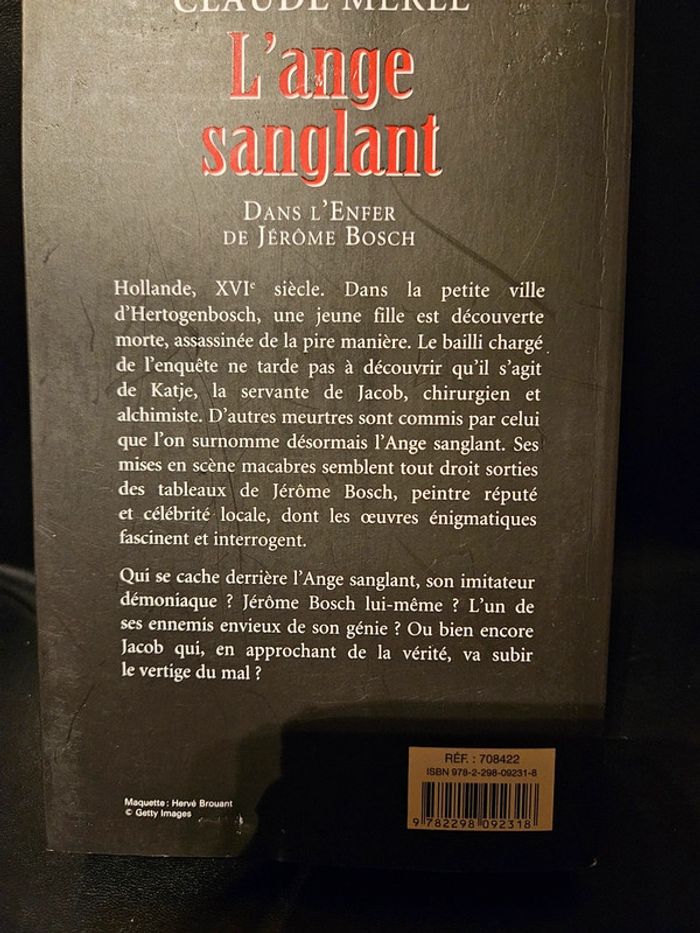 CLAUDE MERLE
L'ange
sanglant
DANS L'ENFER
DE JÉRÔME BOSCH
Hollande, XVIe siècle. Dans la petite ville
d'Hertogenbosch, une jeune fille est découverte
morte, assassinée de la pire manière. Le bailli chargé
de l'enquête ne tarde pas à découvrir qu'il s'agit
de Katje, la servante de Jacob, chirurgien et
alchimiste. D'autres meurtres sont commis par celui
que l'on surnomme désormais l'Ange sanglant. Ses
mises en scène macabres semblent tout droit sorties
des tableaux de Jérôme Bosch, peintre réputé
et célébrité locale, dont les œuvres énigmatiques
fascinent et interrogent.
Qui se cache derrière l'Ange sanglant, son imitateur
démoniaque ? Jérôme Bosch lui-même ? L'un de
ses ennemis envieux de son génie ? Ou bien encore
Jacob qui, en approchant de la vérité, va subir
le vertige du mal ?
RÉF. : 708422
ISBN 978-2-298-09231-8
9 782298 092318
Maquette : Hervé Brouant
© Getty Images